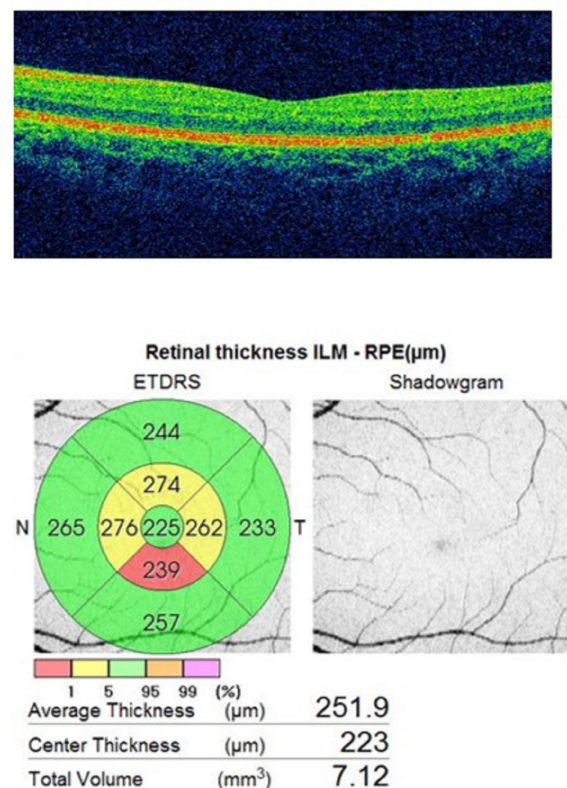 Retinal thickness ILM - RPE(µm)
ETDRS Shadowgram
244
274
N 265 276 225 262 233 T
239
257
1 5 95 99 (%)
Average Thickness (µm) 251.9
Center Thickness (µm) 223
Total Volume (mm³) 7.12